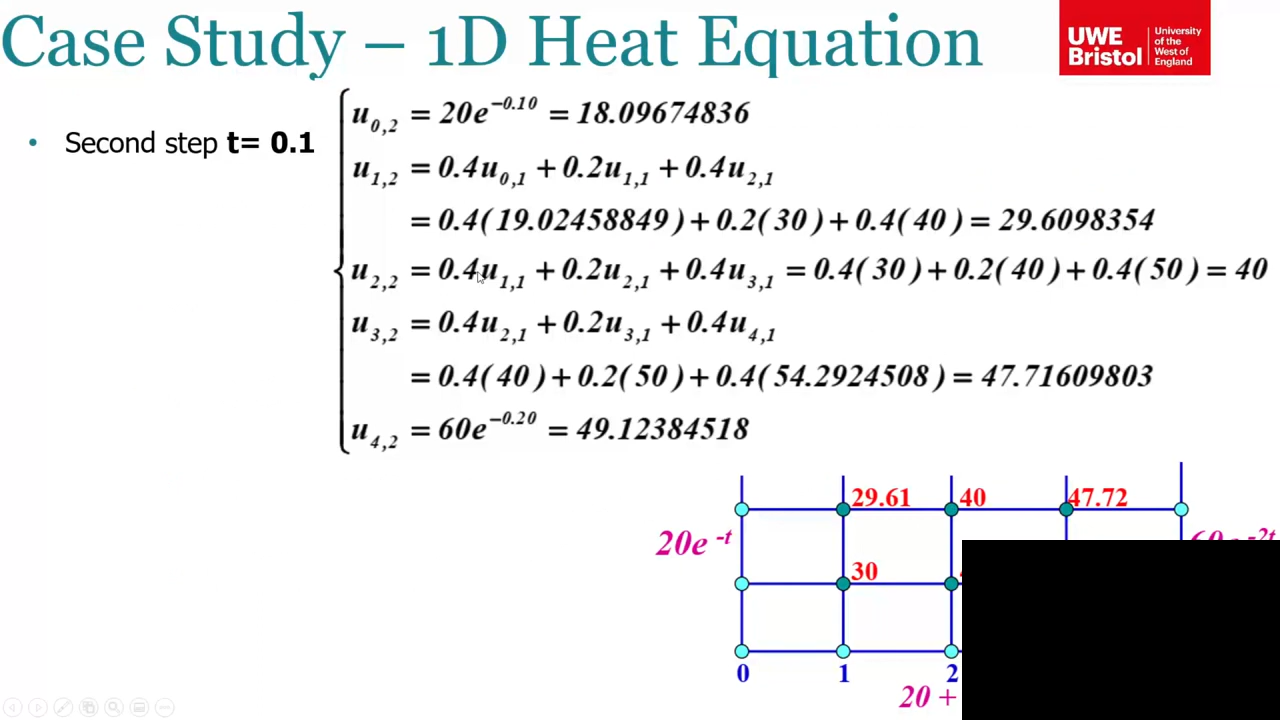 Case Study – 1D Heat Equation
UWE Bristol
University of the West of England
• Second step t= 0.1
u0,2 = 20e^−0.10 = 18.09674836
u1,2 = 0.4u0,1 + 0.2u1,1 + 0.4u2,1
= 0.4(19.02458849) + 0.2(30) + 0.4(40) = 29.6098354
u2,2 = 0.4u1,1 + 0.2u2,1 + 0.4u3,1 = 0.4(30) + 0.2(40) + 0.4(50) = 40
u3,2 = 0.4u2,1 + 0.2u3,1 + 0.4u4,1
= 0.4(40) + 0.2(50) + 0.4(54.2924508) = 47.71609803
u4,2 = 60e^−0.20 = 49.12384518
29.61 40 47.72
20e^-t
30
0 1 2
20 +